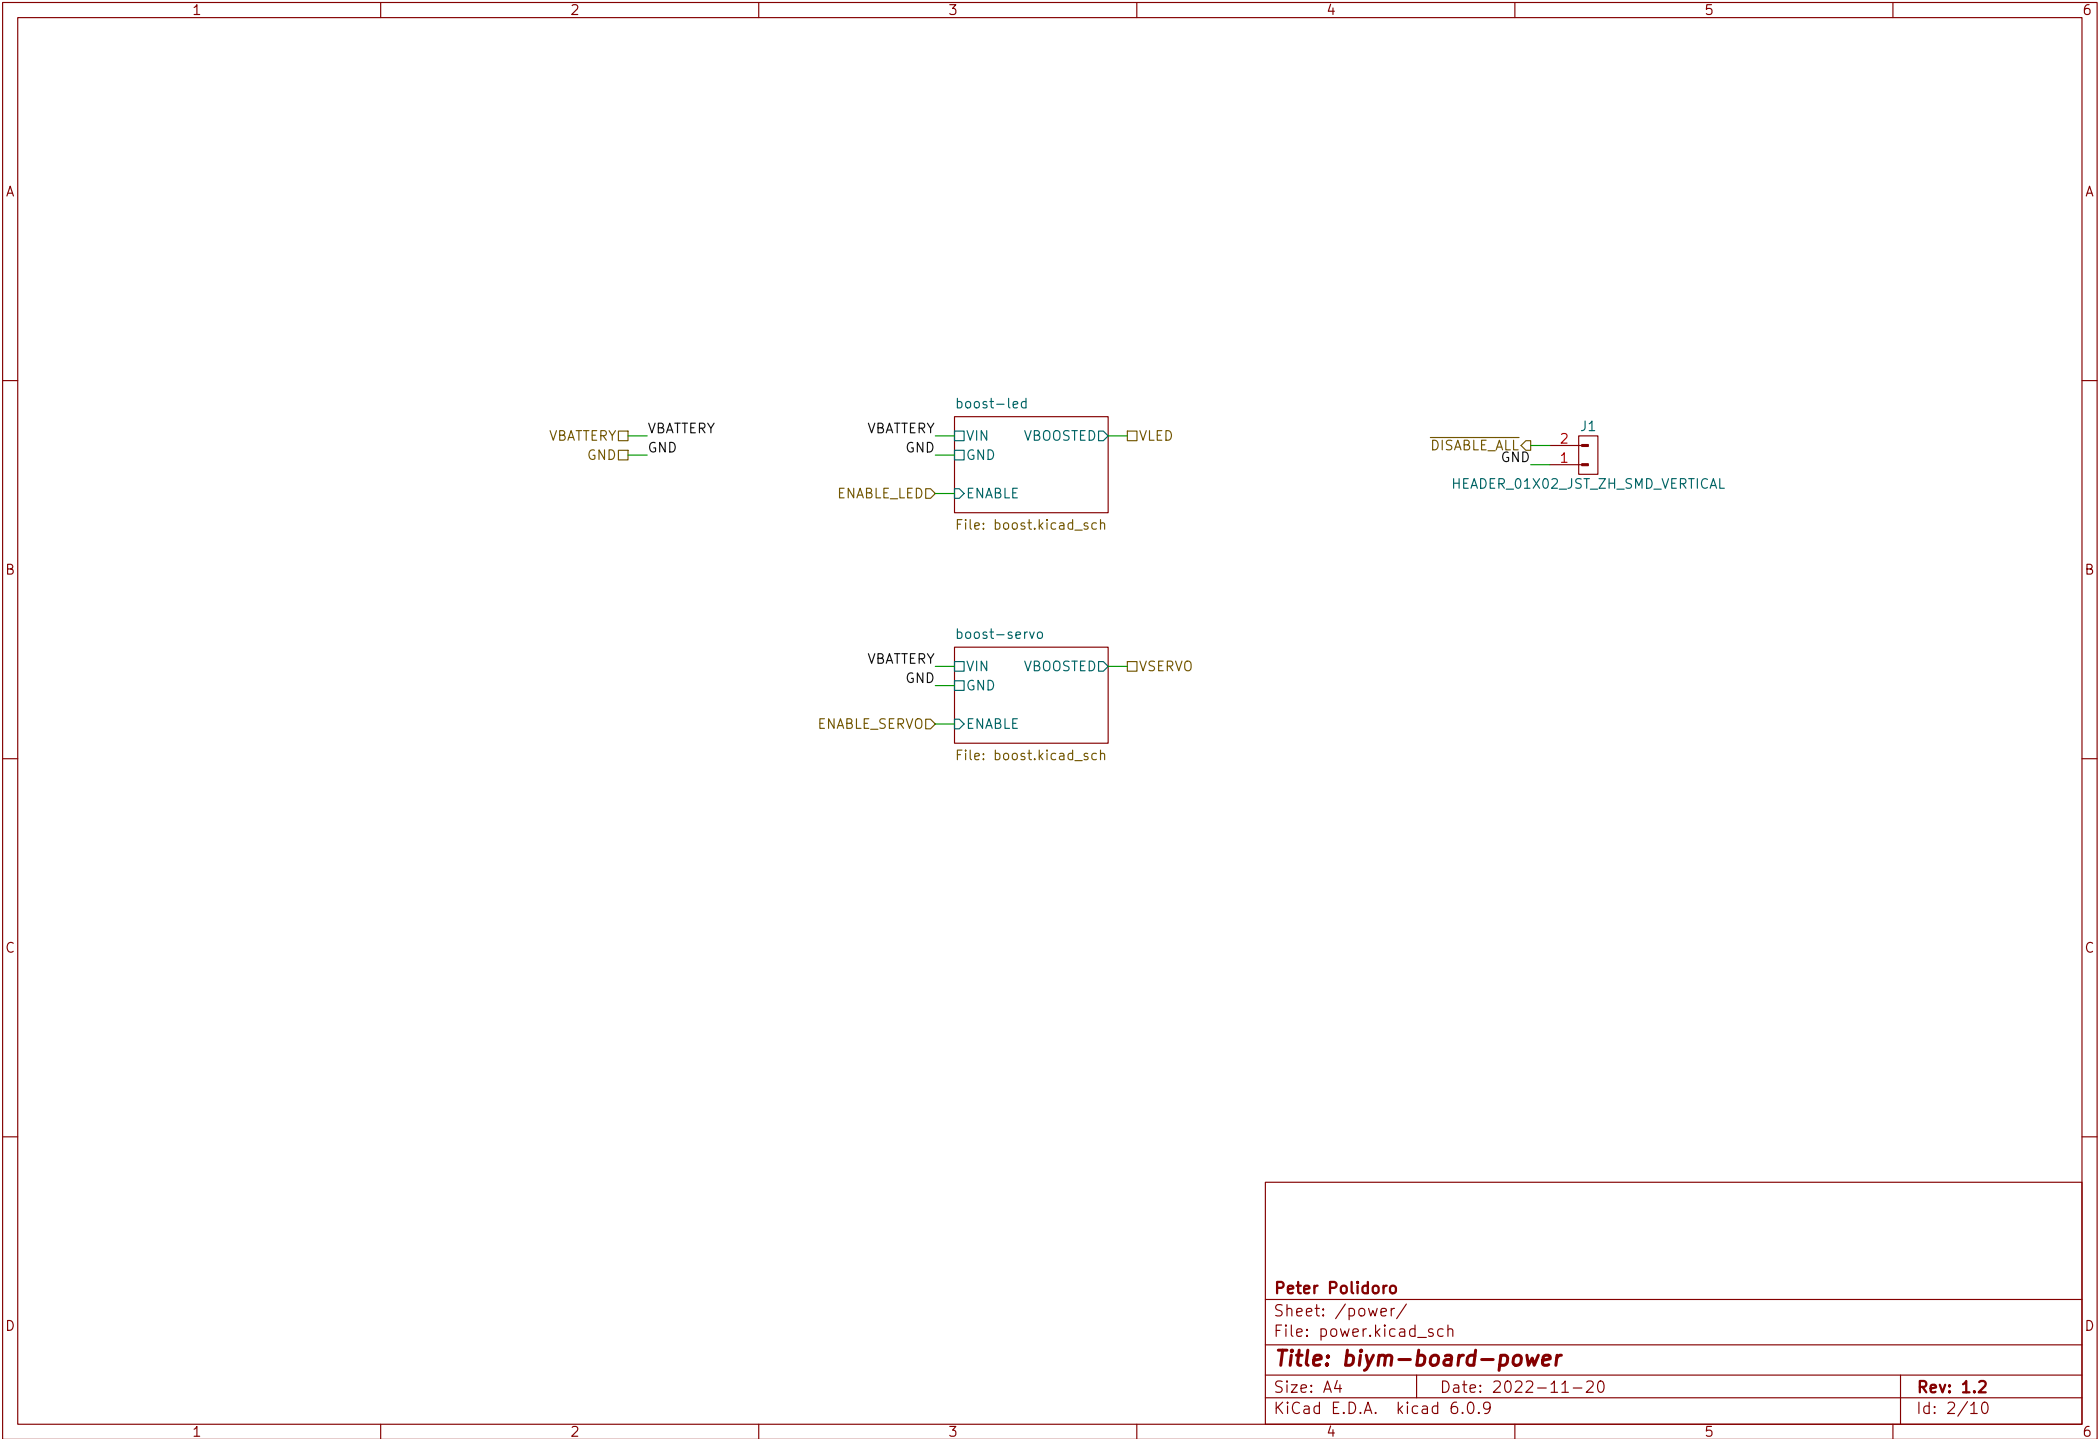 1 2 3 4 5 6
A A
boost-led
VBATTERY VBATTERY
VBATTERY VIN VBOOSTED VLED
GND GND
GND GND
ENABLE_LED ENABLE
File: boost.kicad_sch
J1
DISABLE_ALL 2
GND 1
HEADER_01X02_JST_ZH_SMD_VERTICAL
B B
boost-servo
VBATTERY
VIN VBOOSTED VSERVO
GND
GND
ENABLE_SERVO ENABLE
File: boost.kicad_sch
C C
Peter Polidoro
Sheet: /power/
File: power.kicad_sch
D D
Title: biym-board-power
Size: A4 Date: 2022-11-20 Rev: 1.2
KiCad E.D.A. kicad 6.0.9 Id: 2/10
1 2 3 4 5 6